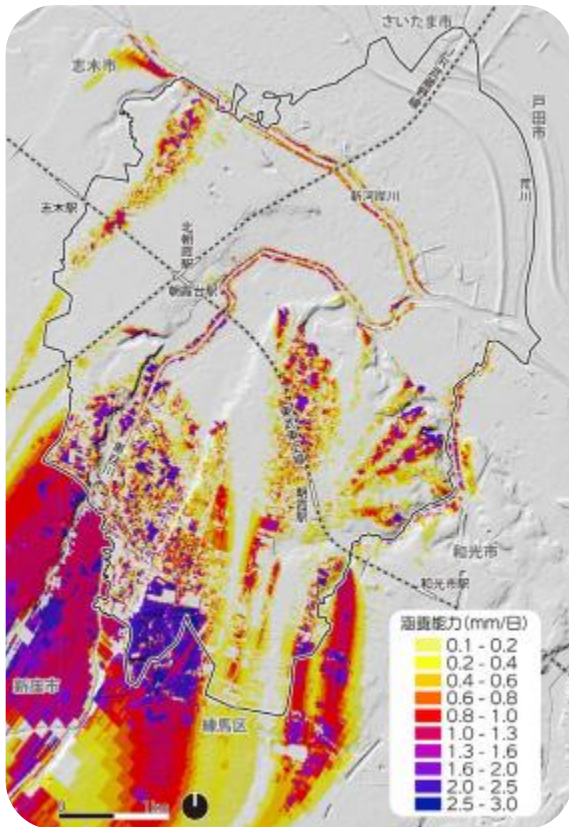 さいたま市
志木市
戸田市
荒川
新河岸川
志木駅
北朝霞駅
朝霞台駅
黒目川
朝霞駅
和光市
和光市駅
新座市
練馬区
涵養能力(mm/日)
0.1 - 0.2
0.2 - 0.4
0.4 - 0.6
0.6 - 0.8
0.8 - 1.0
1.0 - 1.3
1.3 - 1.6
1.6 - 2.0
2.0 - 2.5
2.5 - 3.0
0
1km